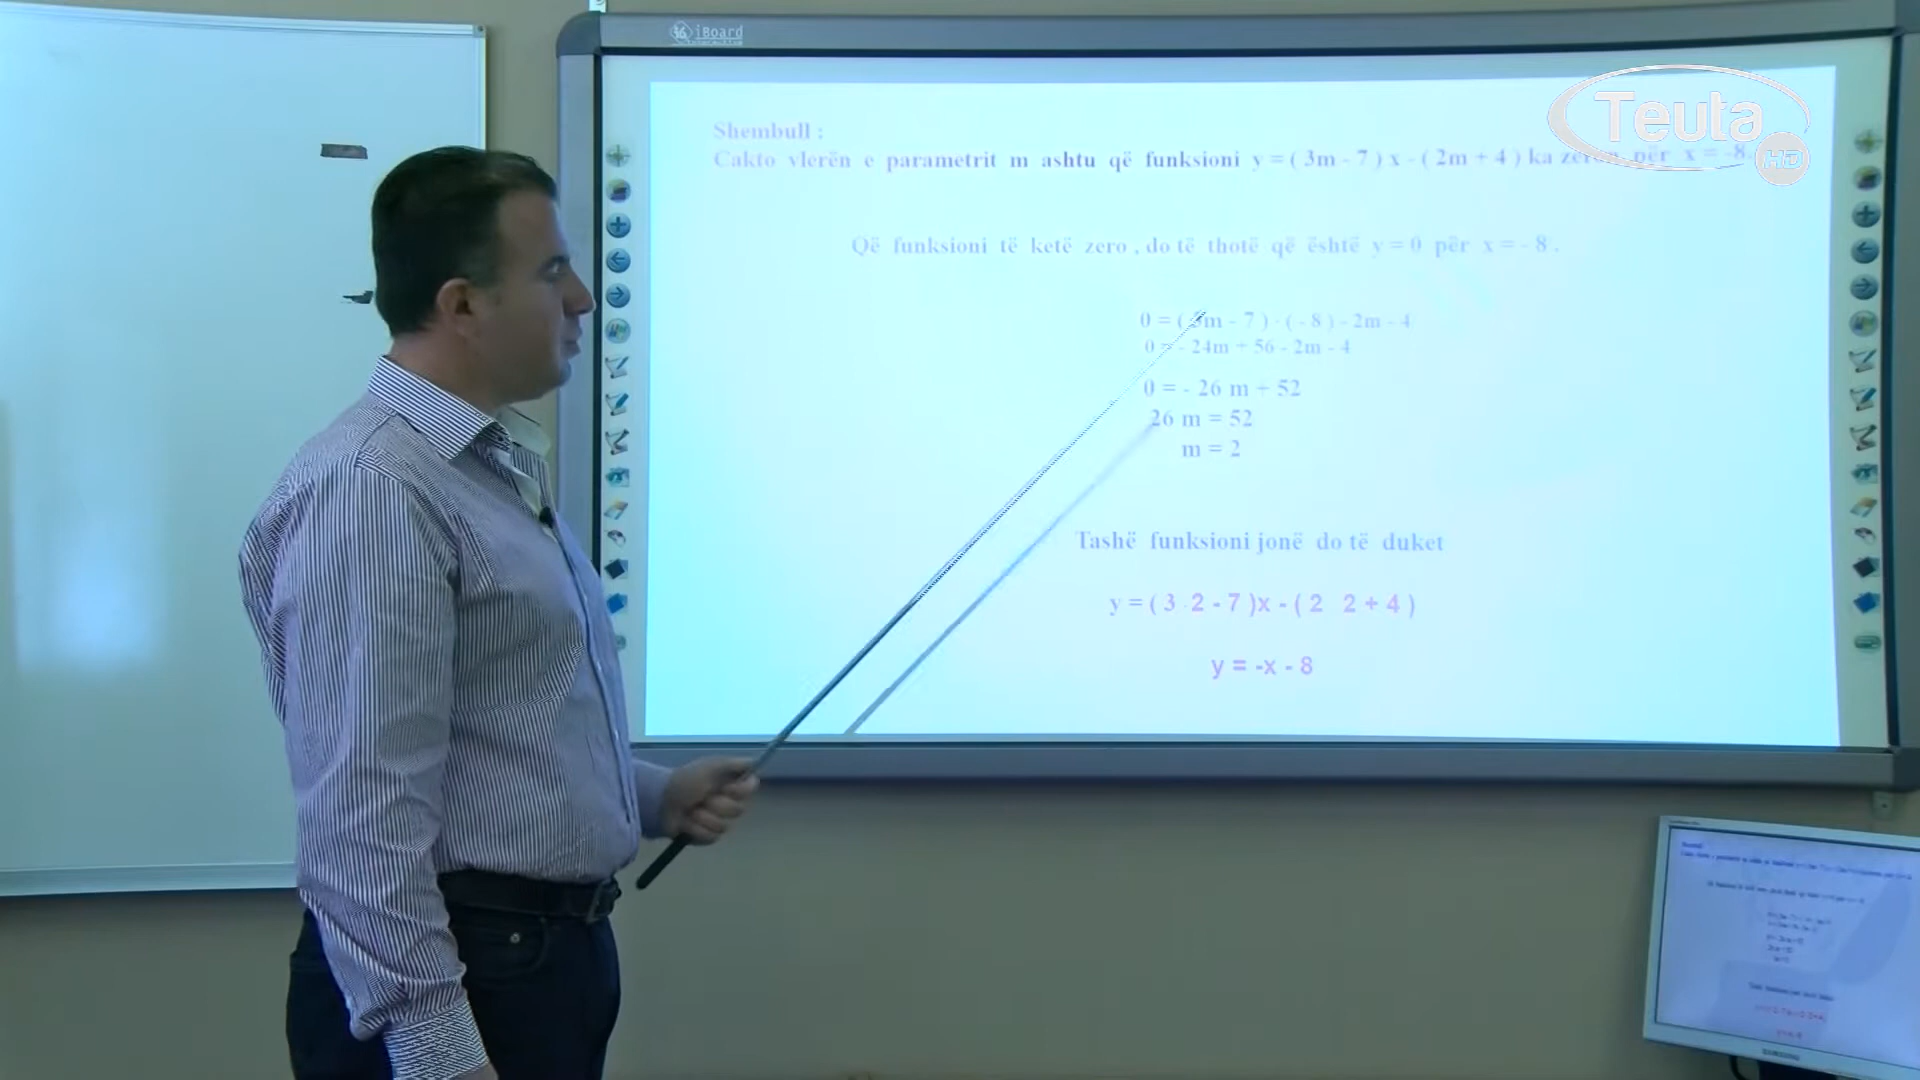 iBoard
Teuta
HD
Shembull :
Cakto vlerën e parametrit m ashtu që funksioni y = ( 3m - 7 ) x - ( 2m + 4 ) ka për x = -8.
Që funksioni të ketë zero , do të thotë që është y = 0 për x = - 8 .
0 = ( 3m - 7 ) · ( - 8 ) - 2m - 4
0 = - 24m + 56 - 2m - 4
0 = - 26 m + 52
26 m = 52
m = 2
Tashë funksioni jonë do të duket
y = ( 3 · 2 - 7 )x - ( 2 2 + 4 )
y = -x - 8
SAMSUNG